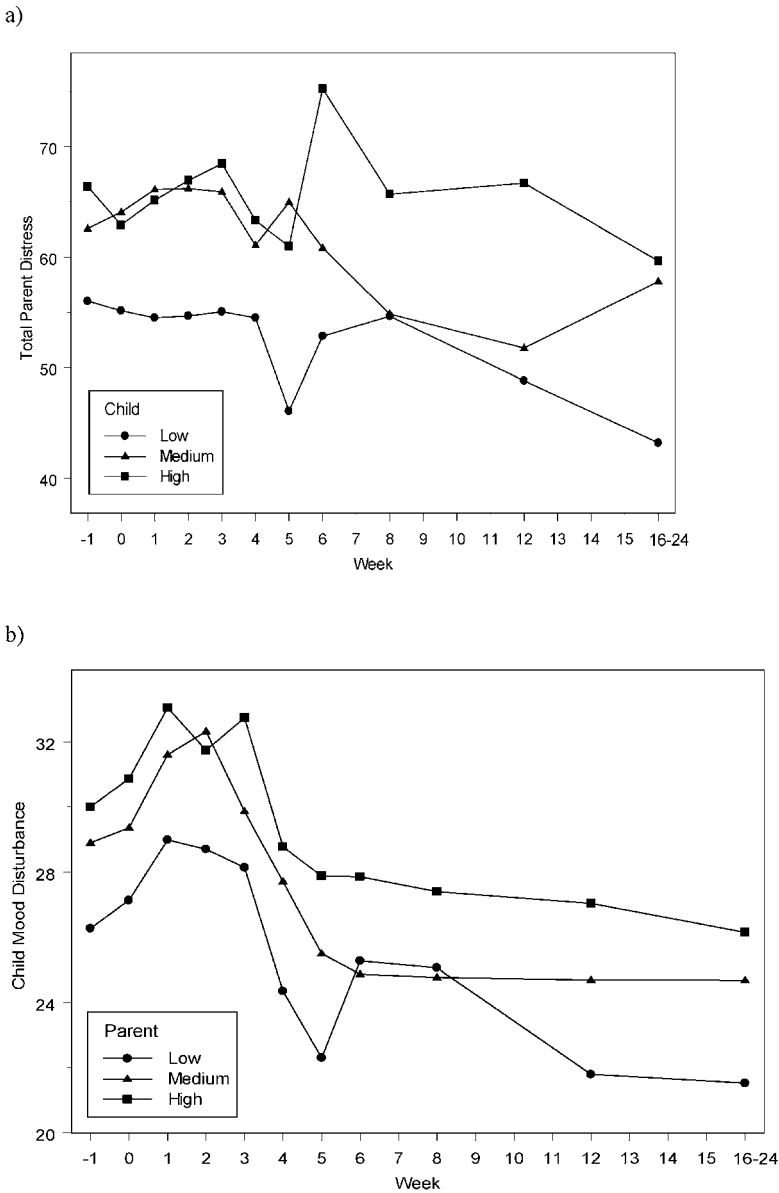 a)
Total Parent Distress
70
60
50
40
Child
Low
Medium
High
-1 0 1 2 3 4 5 6 7 8 9 10 11 12 13 14 15 16-24
Week
b)
Child Mood Disturbance
32
28
24
20
Parent
Low
Medium
High
-1 0 1 2 3 4 5 6 7 8 9 10 11 12 13 14 15 16-24
Week